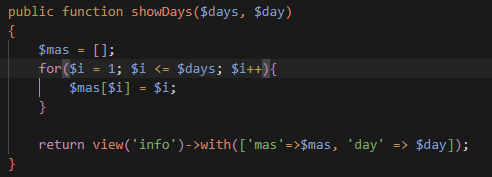 public function showDays($days, $day)
{
    $mas = [];
    for($i = 1; $i <= $days; $i++){
        $mas[$i] = $i;
    }

    return view('info')->with(['mas'=>$mas, 'day' => $day]);
}